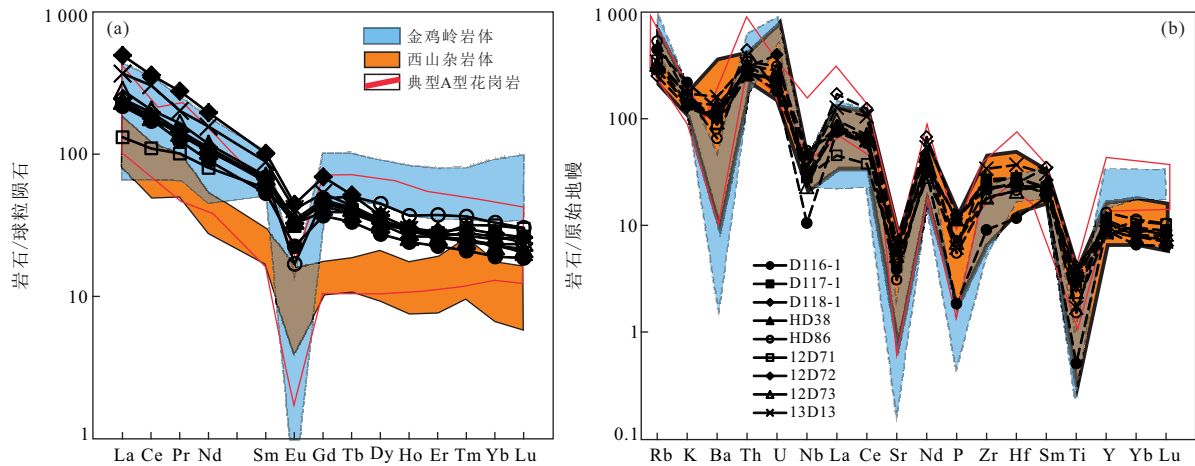 (a)
1 000
100
10
1
岩石/球粒陨石
金鸡岭岩体
西山杂岩体
典型A型花岗岩
La Ce Pr Nd Sm Eu Gd Tb Dy Ho Er Tm Yb Lu
(b)
1 000
100
10
1
0.1
岩石/原始地幔
D116-1
D117-1
D118-1
HD38
HD86
12D71
12D72
12D73
13D13
Rb K Ba Th U Nb La Ce Sr Nd P Zr Hf Sm Ti Y Yb Lu